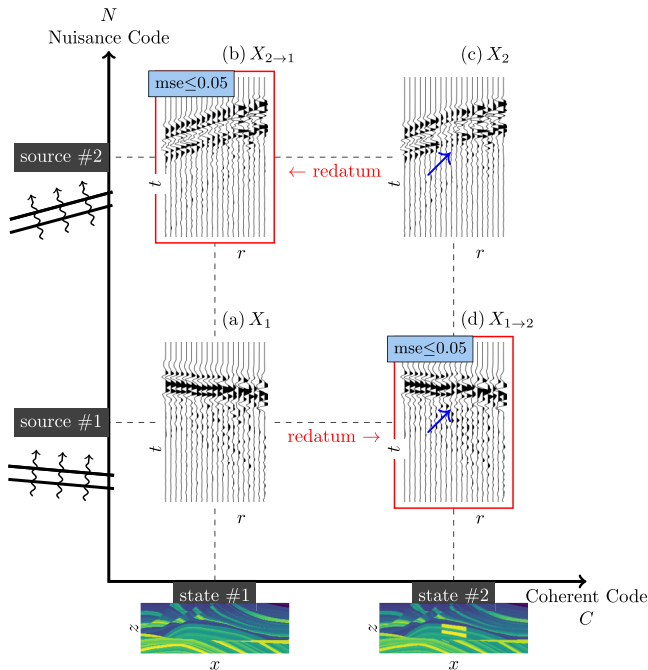 N
Nuisance Code
(b) X2→1
(c) X2
mse≤0.05
source #2
t
t
← redatum
r
r
(a) X1
(d) X1→2
mse≤0.05
source #1
redatum →
t
t
r
r
state #1
state #2
Coherent Code
C
z
z
x
x